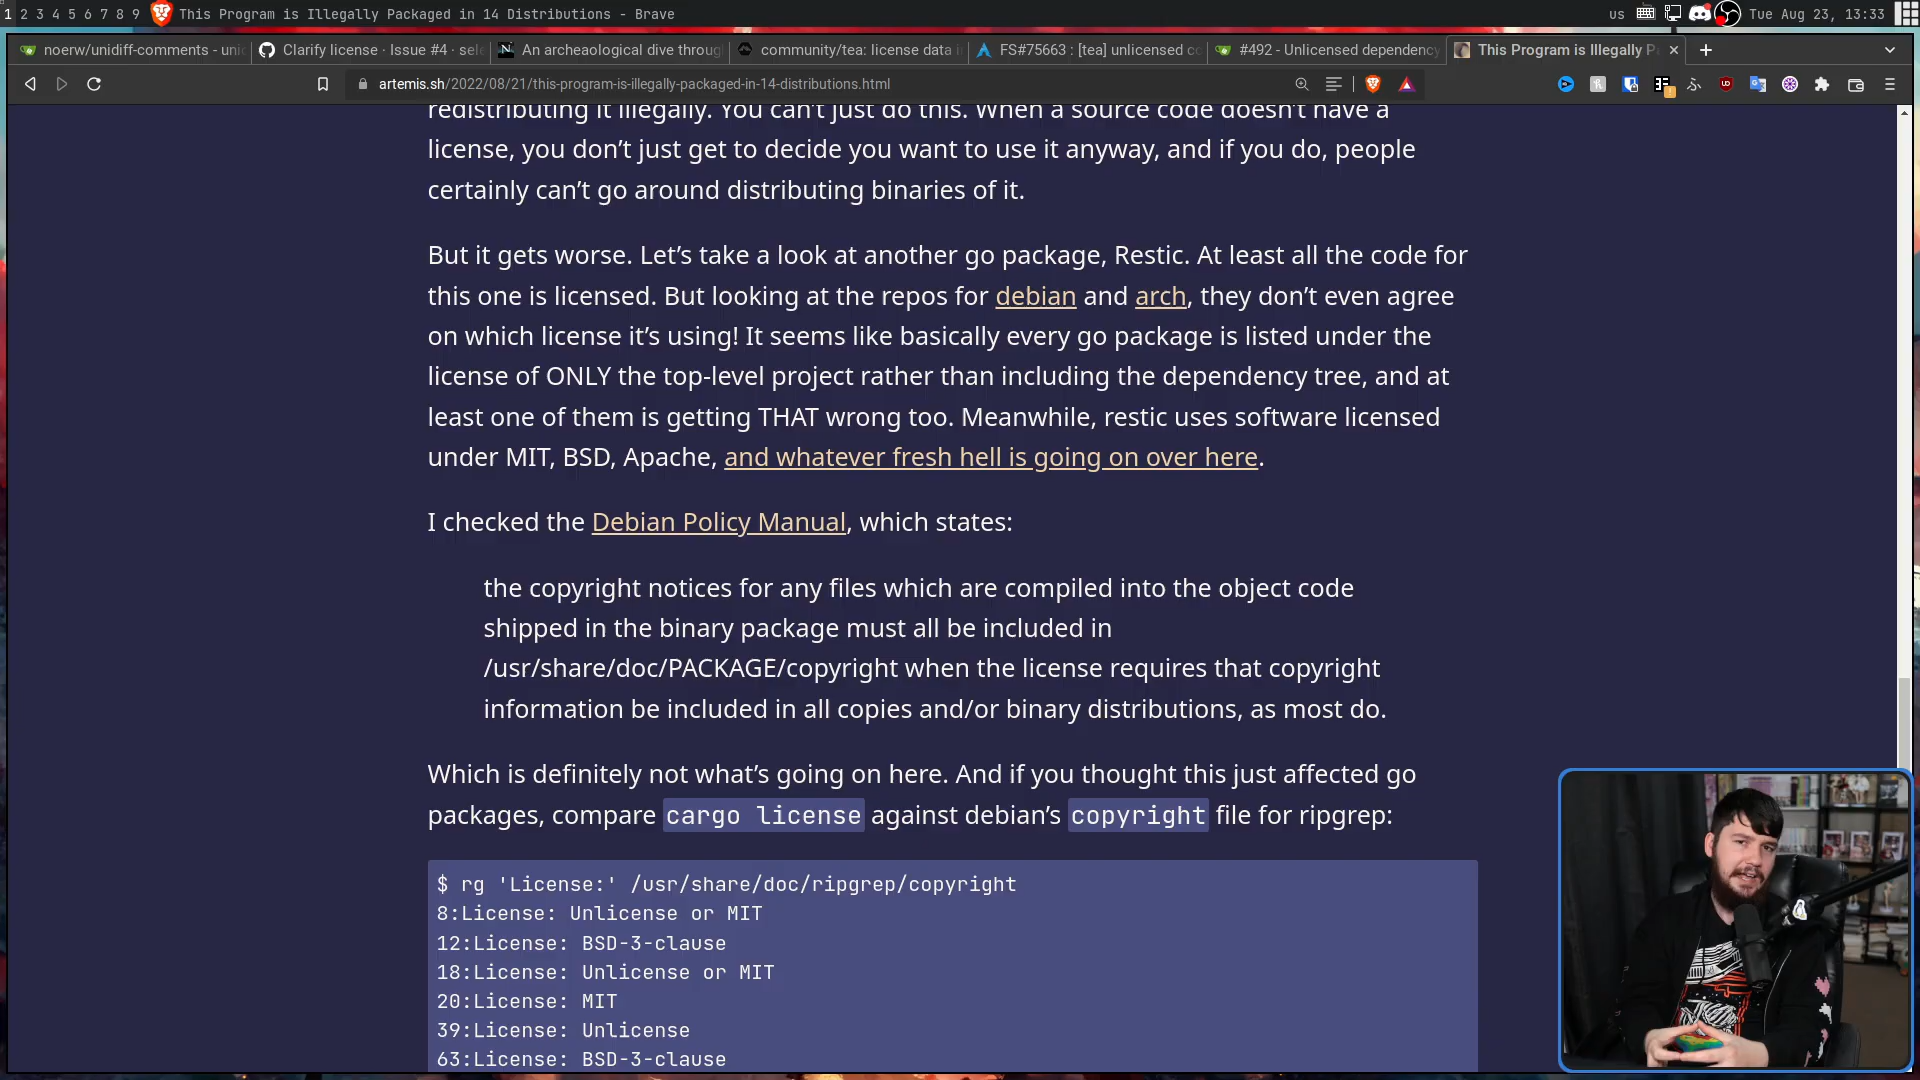 1 2 3 4 5 6 7 8 9 This Program is Illegally Packaged in 14 Distributions - Brave
us Tue Aug 23, 13:33
noerw/unidiff-comments - uni
Clarify license · Issue #4 · sele
An archeaological dive throug
community/tea: license data i
FS#75663 : [tea] unlicensed co
#492 - Unlicensed dependency
This Program is Illegally P
artemis.sh/2022/08/21/this-program-is-illegally-packaged-in-14-distributions.html
redistributing it illegally. You can't just do this. When a source code doesn't have a
license, you don’t just get to decide you want to use it anyway, and if you do, people
certainly can’t go around distributing binaries of it.
But it gets worse. Let’s take a look at another go package, Restic. At least all the code for
this one is licensed. But looking at the repos for debian and arch, they don’t even agree
on which license it’s using! It seems like basically every go package is listed under the
license of ONLY the top-level project rather than including the dependency tree, and at
least one of them is getting THAT wrong too. Meanwhile, restic uses software licensed
under MIT, BSD, Apache, and whatever fresh hell is going on over here.
I checked the Debian Policy Manual, which states:
the copyright notices for any files which are compiled into the object code
shipped in the binary package must all be included in
/usr/share/doc/PACKAGE/copyright when the license requires that copyright
information be included in all copies and/or binary distributions, as most do.
Which is definitely not what’s going on here. And if you thought this just affected go
packages, compare cargo license against debian’s copyright file for ripgrep:
$ rg 'License:' /usr/share/doc/ripgrep/copyright
8:License: Unlicense or MIT
12:License: BSD-3-clause
18:License: Unlicense or MIT
20:License: MIT
39:License: Unlicense
63:License: BSD-3-clause